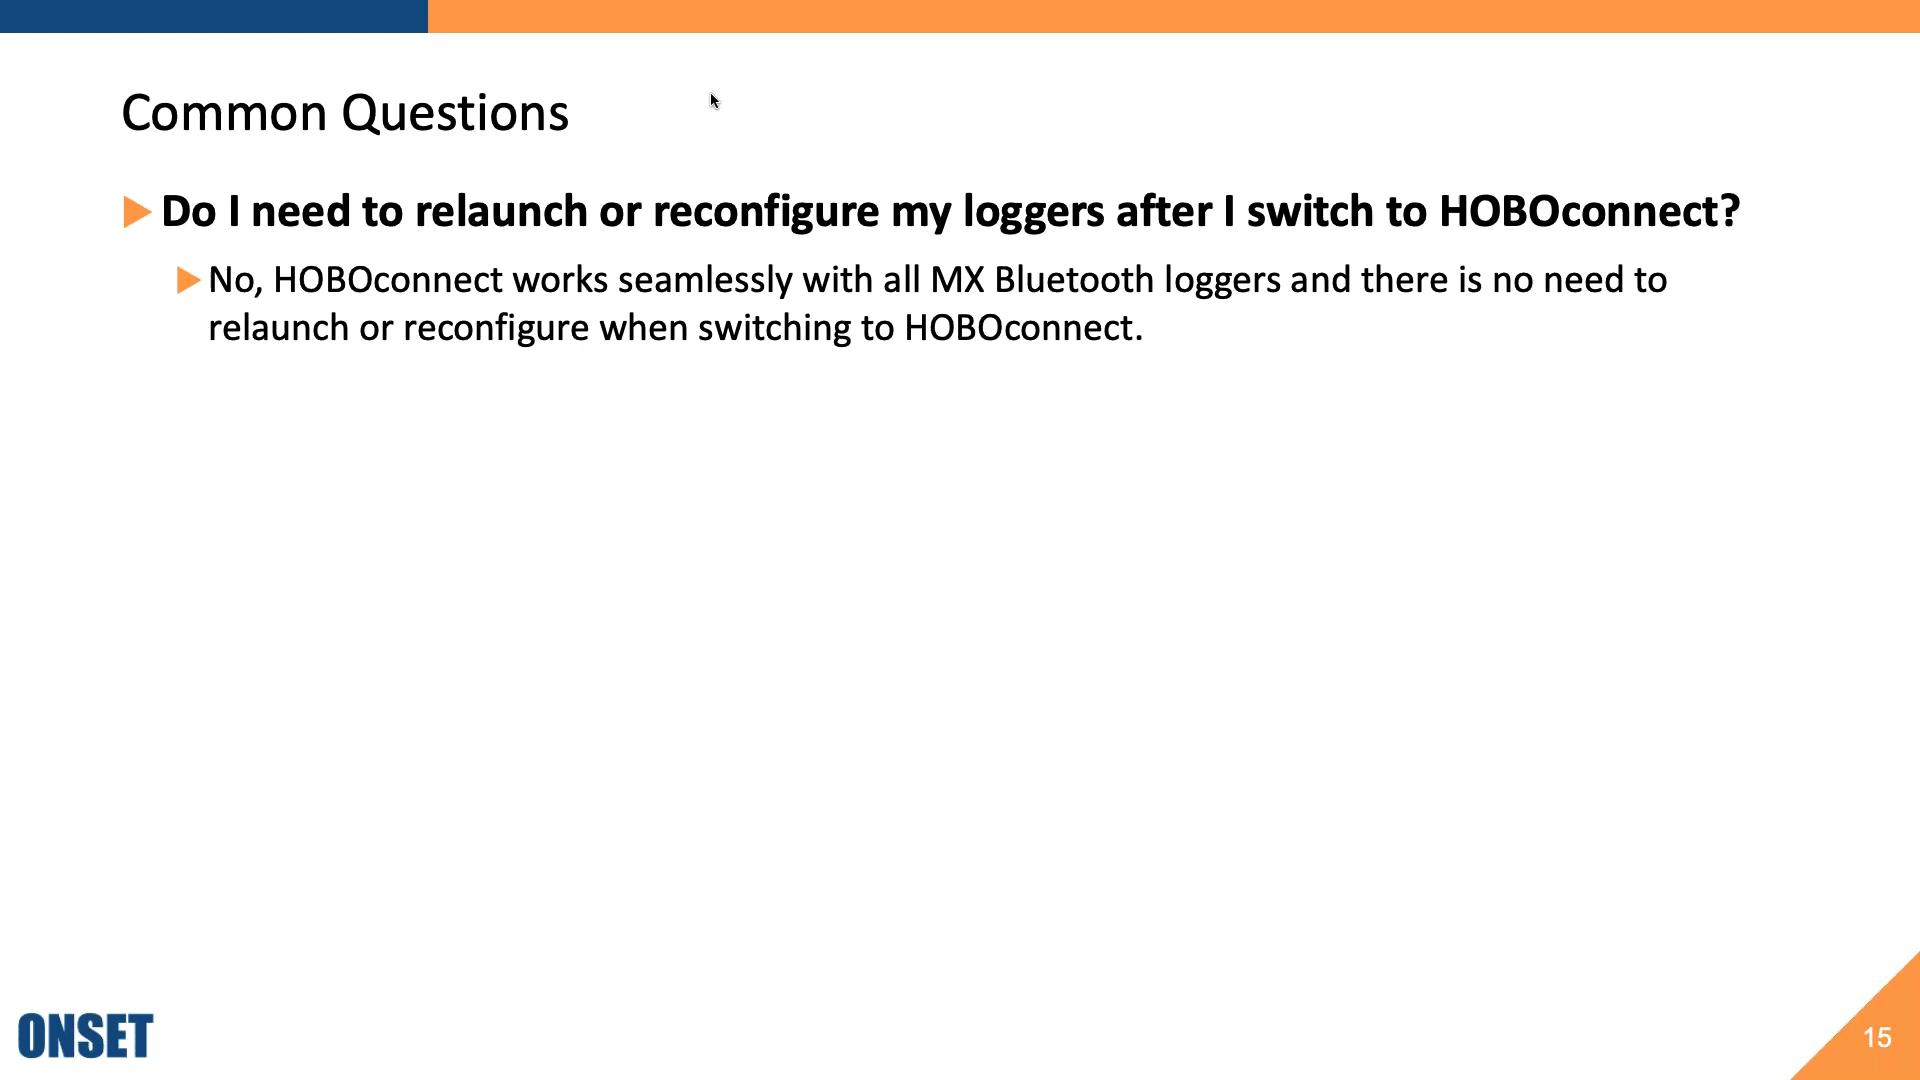 Common Questions
Do I need to relaunch or reconfigure my loggers after I switch to HOBOconnect?
No, HOBOconnect works seamlessly with all MX Bluetooth loggers and there is no need to
relaunch or reconfigure when switching to HOBOconnect.
ONSET
15